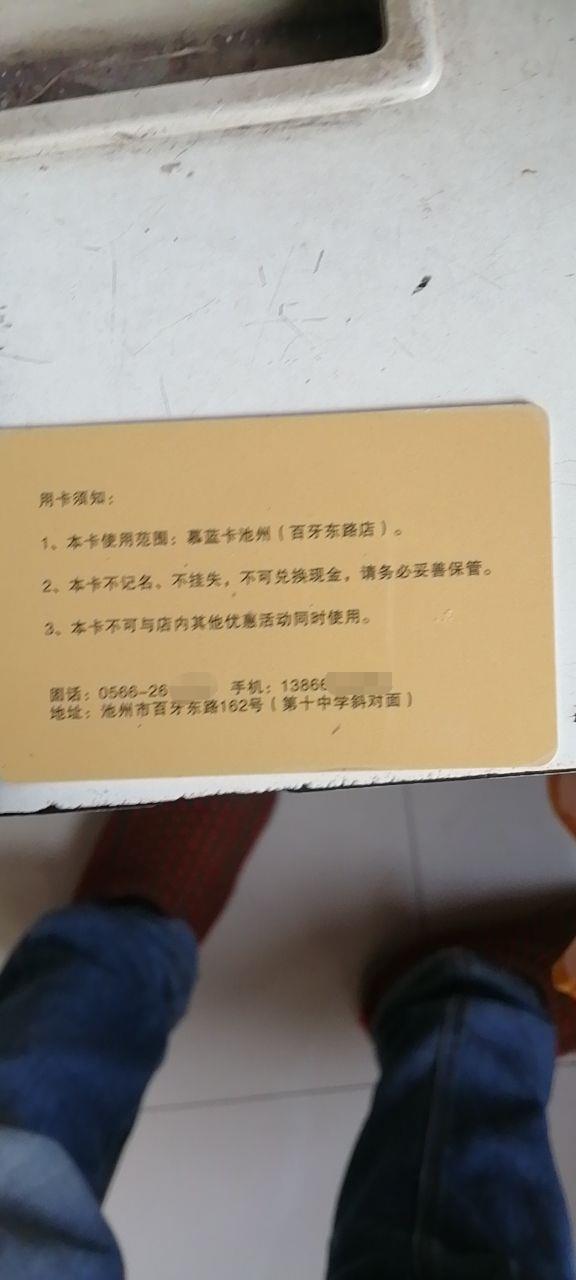 用卡须知：
1、本卡使用范围：慕蓝卡池州（百牙东路店）。
2、本卡不记名、不挂失，不可兑换现金，请务必妥善保管。
3、本卡不可与店内其他优惠活动同时使用。
图话：0566-26 手机：13866
地址：池州市百牙东路162号（第十中学斜对面）